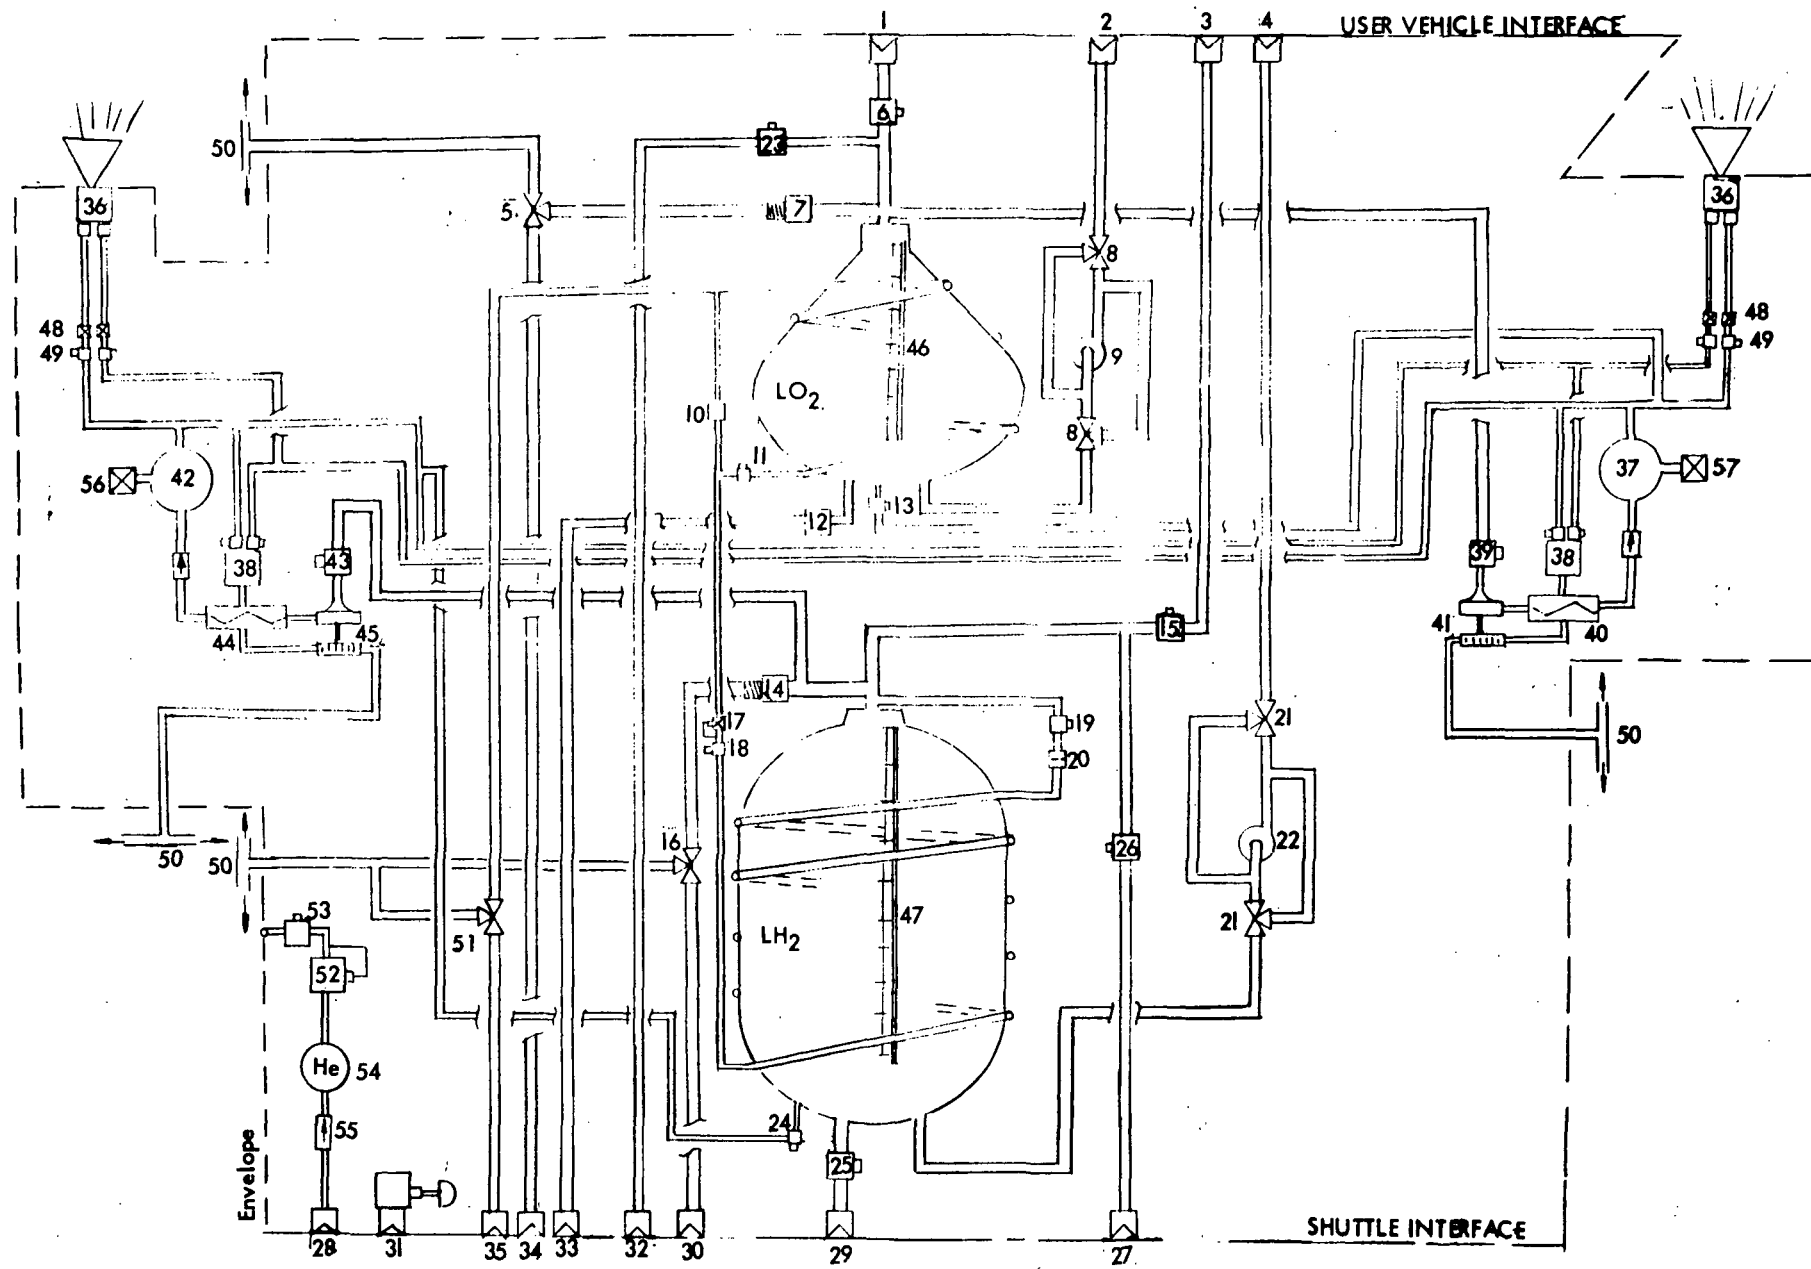 1 2 3 4 USER VEHICLE INTERFACE
6
23
50
36 5 7 36
8
48 46 48
49 9 49
LO2
10
8
11
56 42 37 57
12 13
43 39
38 38
44 45 15 41 40
14
17 19 21
18 20 50
22
16 26
50 50
53 47
51 21
LH2
52
He 54
24
55
25
Envelope
SHUTTLE INTERFACE
28 31 35 34 33 32 30 29 27